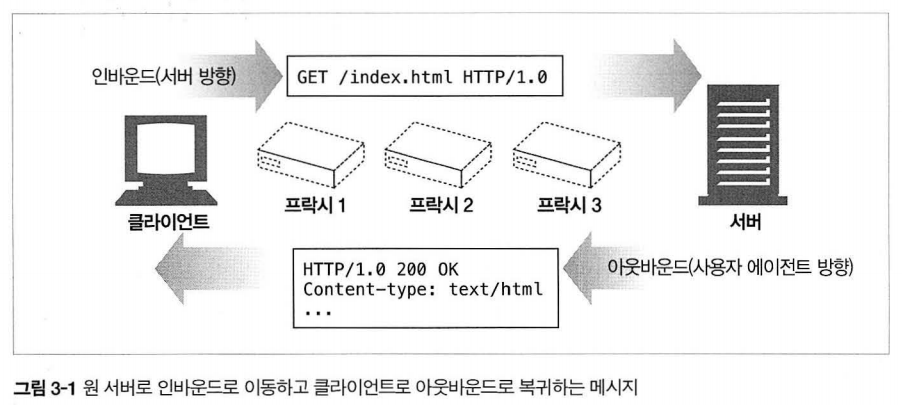 인바운드(서버 방향)
GET /index.html HTTP/1.0
클라이언트
프락시 1
프락시 2
프락시 3
서버
HTTP/1.0 200 OK
Content-type: text/html
...
아웃바운드(사용자 에이전트 방향)
그림 3-1 원 서버로 인바운드로 이동하고 클라이언트로 아웃바운드로 복귀하는 메시지